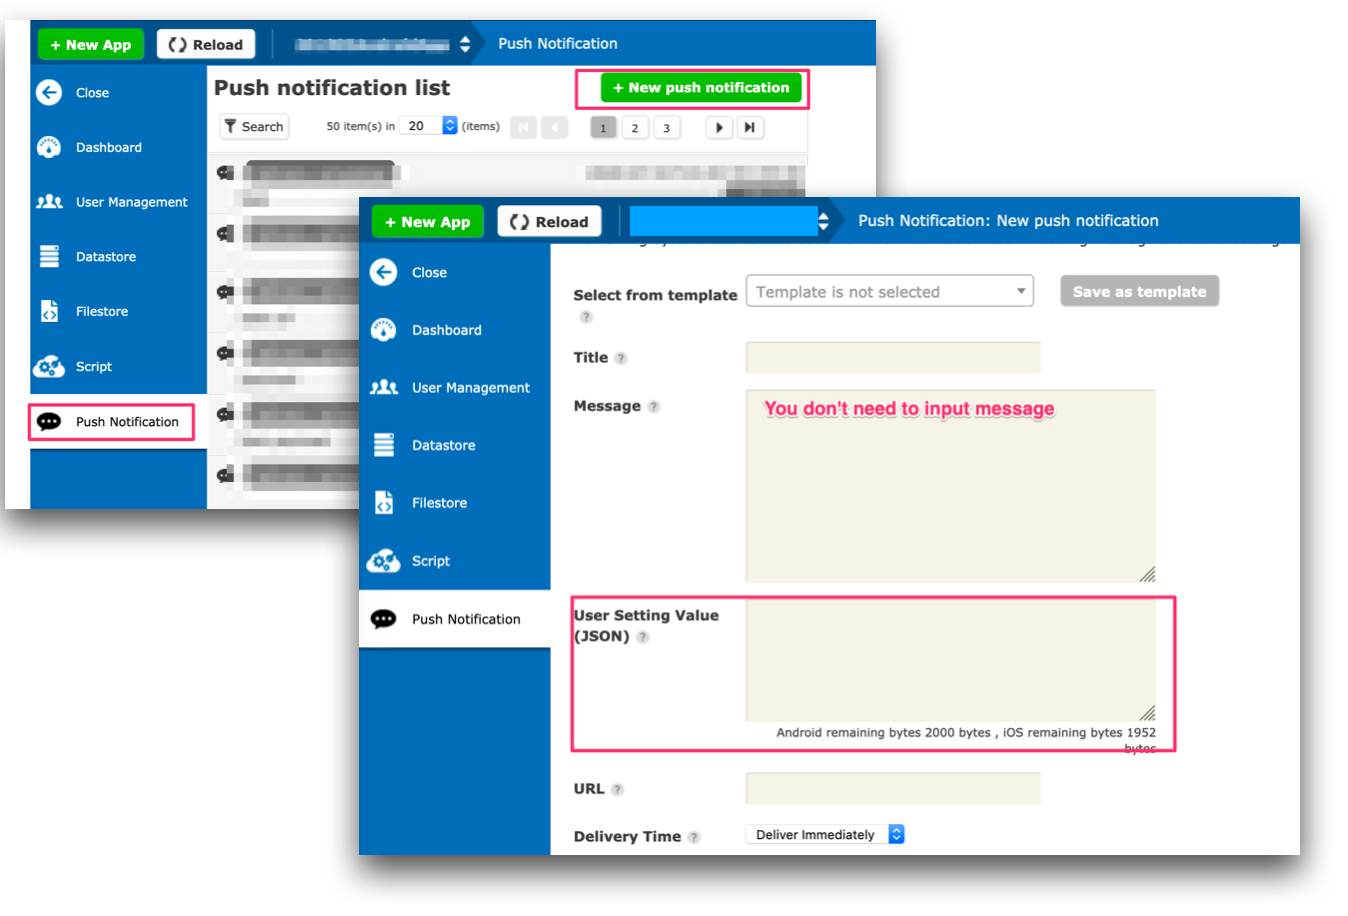 + New App
Reload
Push Notification
Close
Dashboard
User Management
Datastore
Filestore
Script
Push Notification
Push notification list
+ New push notification
Search
50 item(s) in 20 (items)
1 2 3
+ New App
Reload
Push Notification: New push notification
Close
Dashboard
User Management
Datastore
Filestore
Script
Push Notification
Select from template ?
Template is not selected
Save as template
Title ?
Message ?
You don't need to input message
User Setting Value
(JSON) ?
Android remaining bytes 2000 bytes , iOS remaining bytes 1952
bytes
URL ?
Delivery Time ?
Deliver Immediately